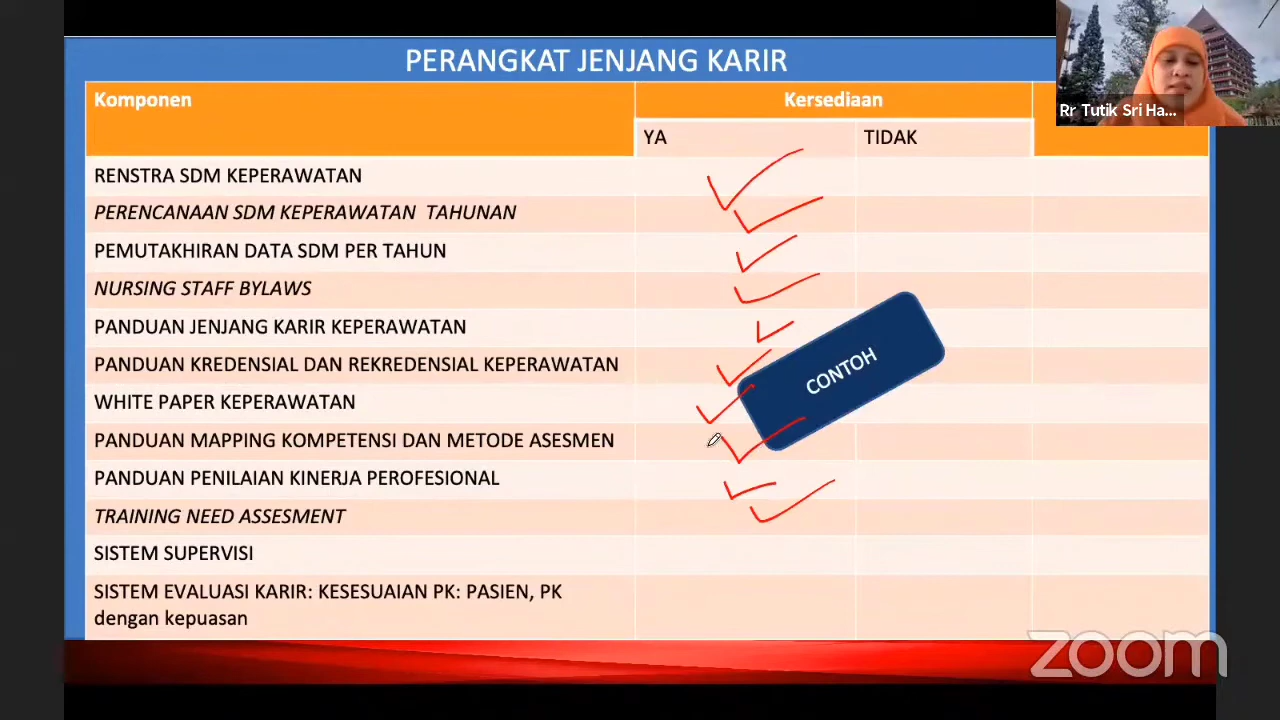 PERANGKAT JENJANG KARIR
Rr Tutik Sri Ha...
Komponen
Kersediaan
YA
TIDAK
RENSTRA SDM KEPERAWATAN
PERENCANAAN SDM KEPERAWATAN TAHUNAN
PEMUTAKHIRAN DATA SDM PER TAHUN
NURSING STAFF BYLAWS
PANDUAN JENJANG KARIR KEPERAWATAN
PANDUAN KREDENSIAL DAN REKREDENSIAL KEPERAWATAN
CONTOH
WHITE PAPER KEPERAWATAN
PANDUAN MAPPING KOMPETENSI DAN METODE ASESMEN
PANDUAN PENILAIAN KINERJA PEROFESIONAL
TRAINING NEED ASSESMENT
SISTEM SUPERVISI
SISTEM EVALUASI KARIR: KESESUAIAN PK: PASIEN, PK
dengan kepuasan
zoom